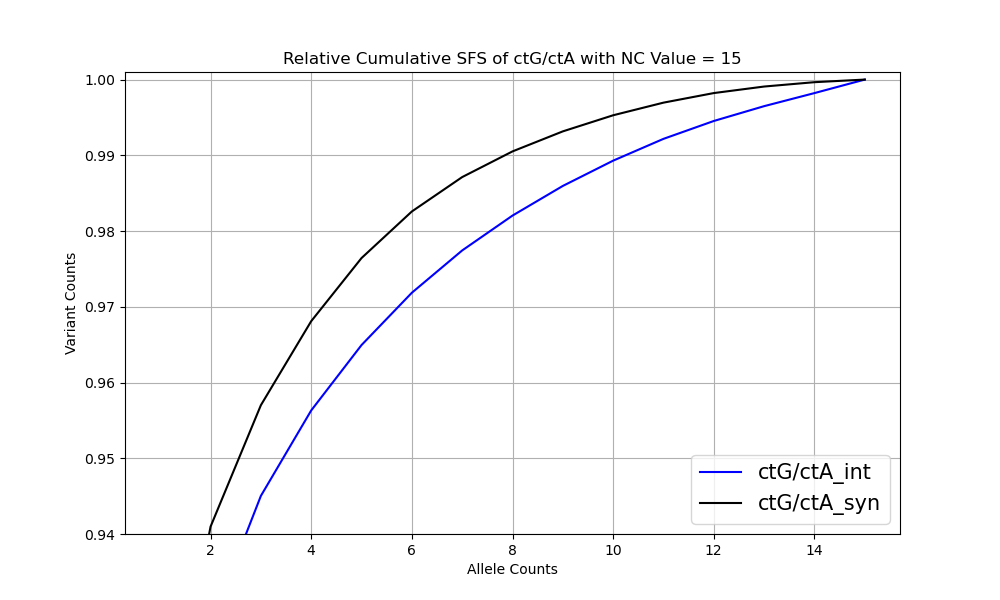 Relative Cumulative SFS of ctG/ctA with NC Value = 15
1.00
0.99
0.98
0.97
0.96
0.95
0.94
Variant Counts
ctG/ctA_int
ctG/ctA_syn
2 4 6 8 10 12 14
Allele Counts